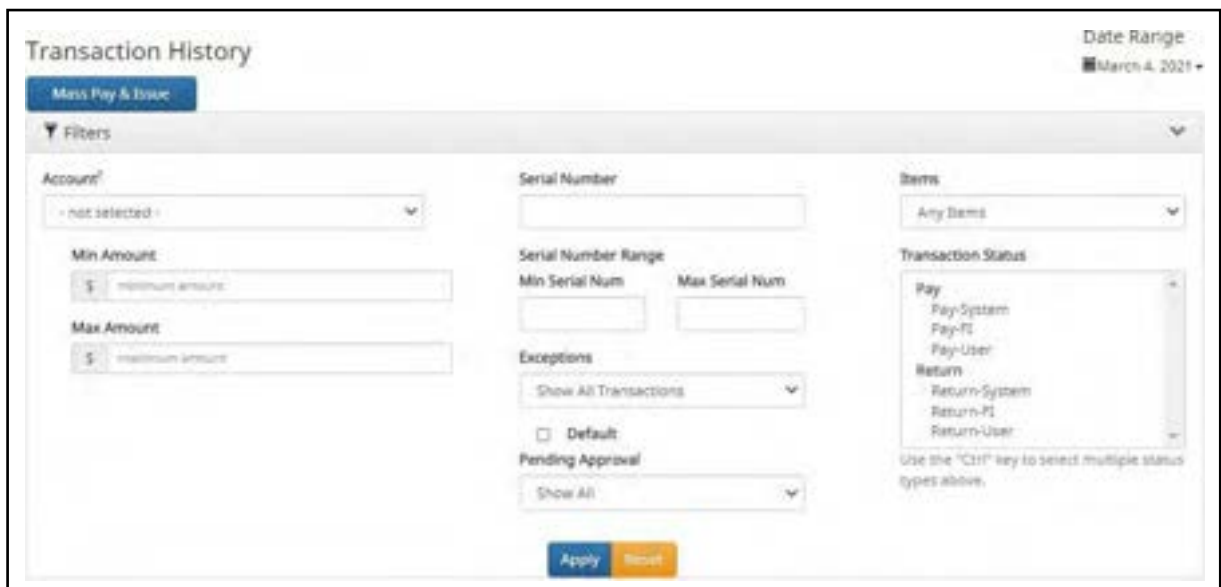 Transaction History
Date Range
March 4, 2021
Mass Pay & Issue
Filters
Account²
- not selected -
Min Amount
$ minimum amount
Max Amount
$ maximum amount
Serial Number
Serial Number Range
Min Serial Num Max Serial Num
Exceptions
Show All Transactions
Default
Pending Approval
Show All
Items
Any Items
Transaction Status
Pay
Pay-System
Pay-FI
Pay-User
Return
Return-System
Return-FI
Return-User
Use the "Ctrl" key to select multiple status
types above.
Apply Reset